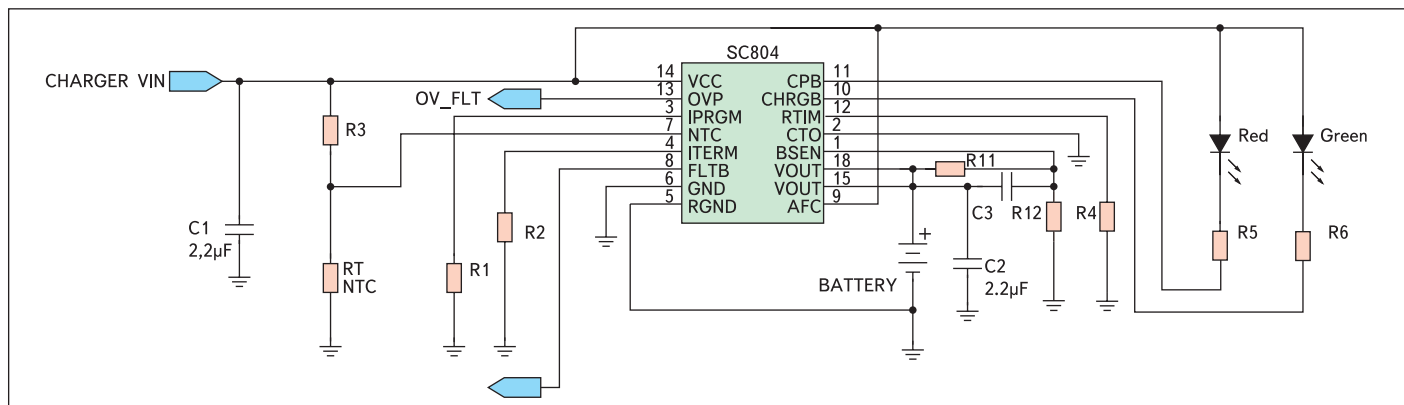 SC804
CHARGER VIN
14 VCC CPB 11
OV_FLT
13 OVP CHRGB 10
3 IPRGM RTIM 12
7 NTC CTO 2
4 ITERM BSEN 1
8 FLTB VOUT 18
6 GND VOUT 15
5 RGND AFC 9
R3
Red
Green
R11
C3
R12
R4
R5
R6
C1
2,2µF
R2
RT
NTC
R1
+
BATTERY
C2
2.2µF